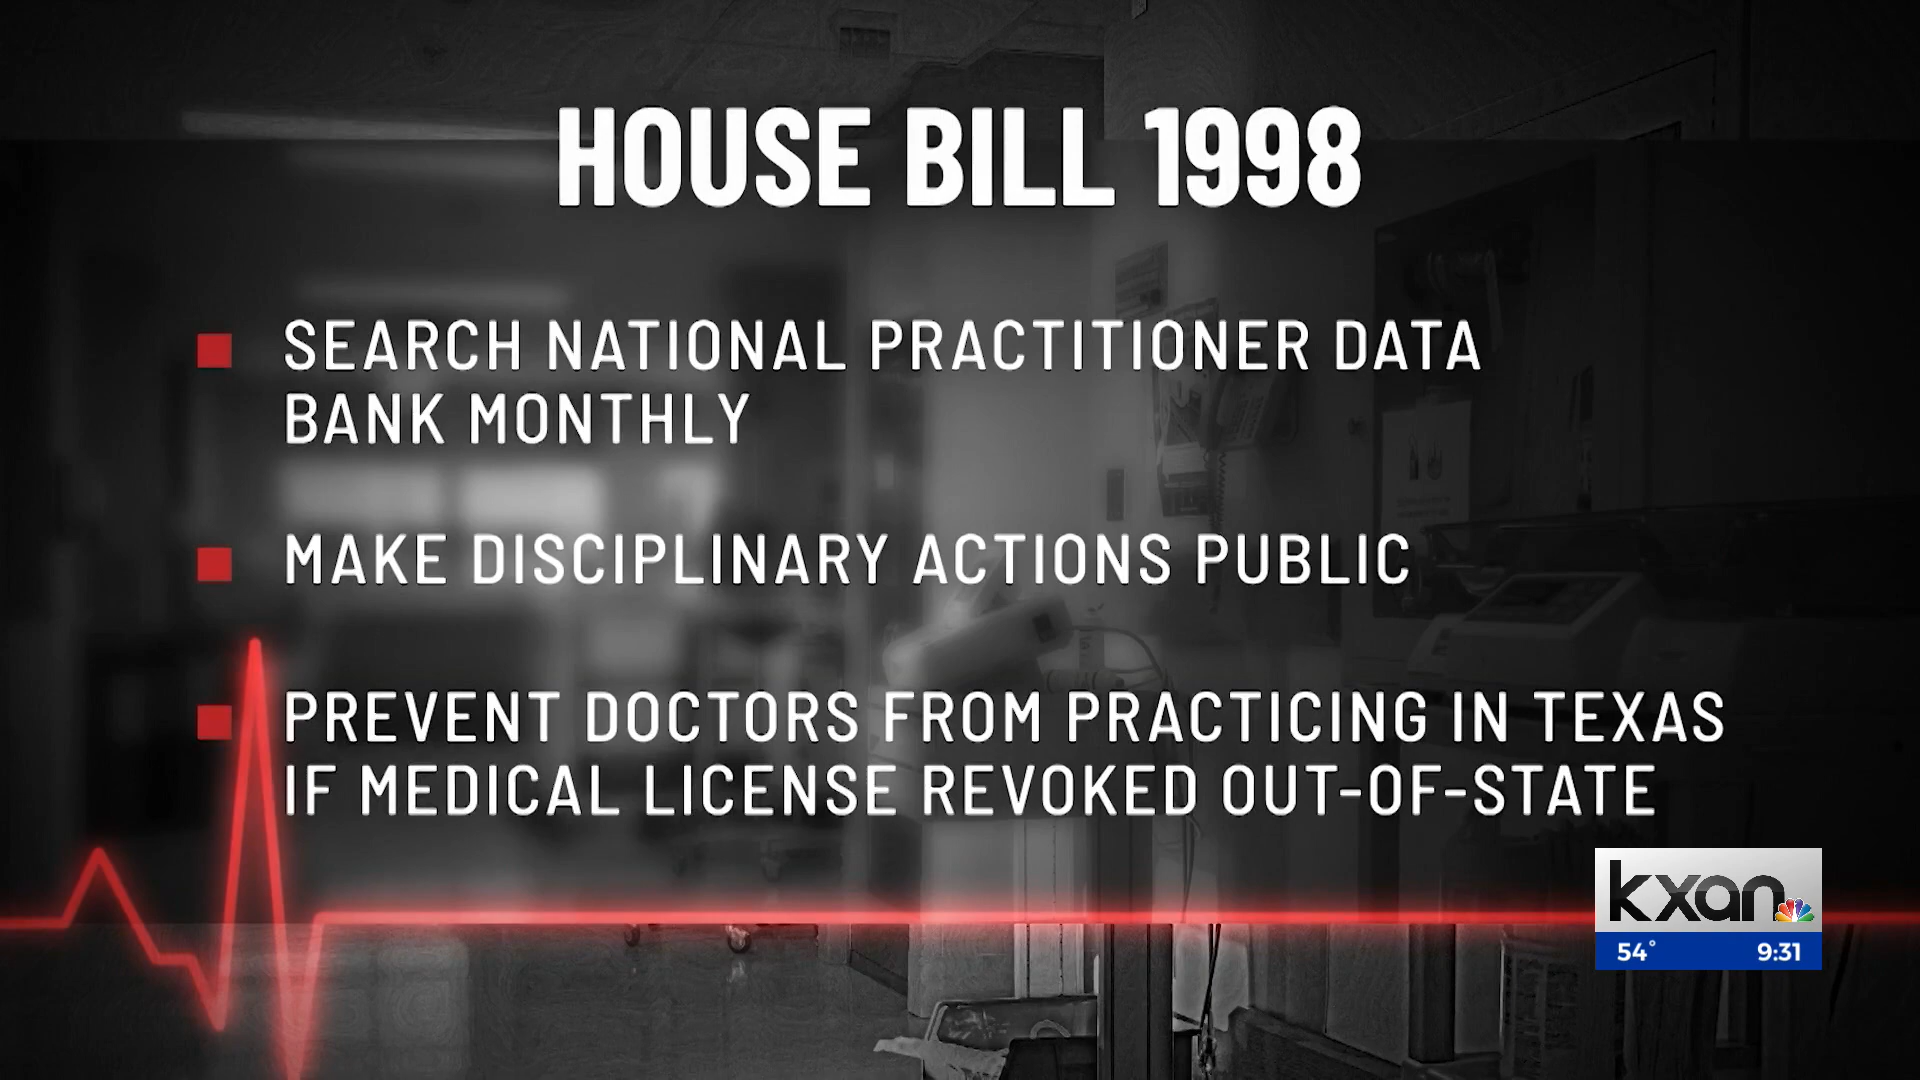 HOUSE BILL 1998
SEARCH NATIONAL PRACTITIONER DATA
BANK MONTHLY
MAKE DISCIPLINARY ACTIONS PUBLIC
PREVENT DOCTORS FROM PRACTICING IN TEXAS
IF MEDICAL LICENSE REVOKED OUT-OF-STATE
kxan
54° 9:31